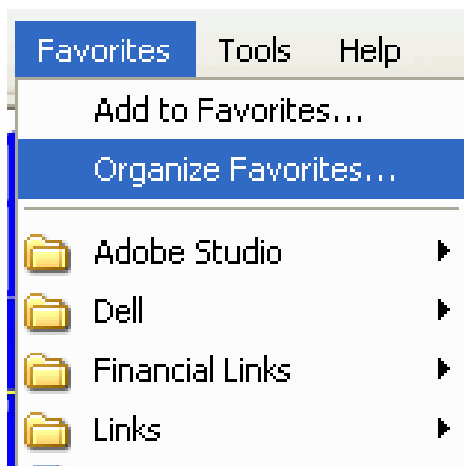 Favorites Tools Help
Add to Favorites...
Organize Favorites...
Adobe Studio
Dell
Financial Links
Links